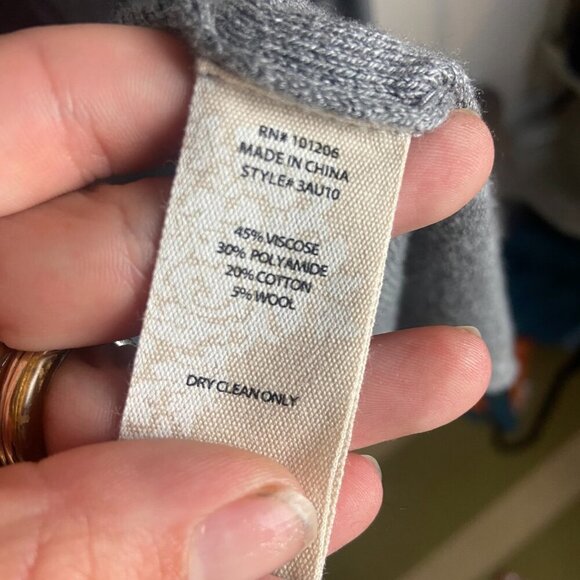 RN# 101206
MADE IN CHINA
STYLE# 3AU10
45% VISCOSE
30% POLYAMIDE
20% COTTON
5% WOOL
DRY CLEAN ONLY